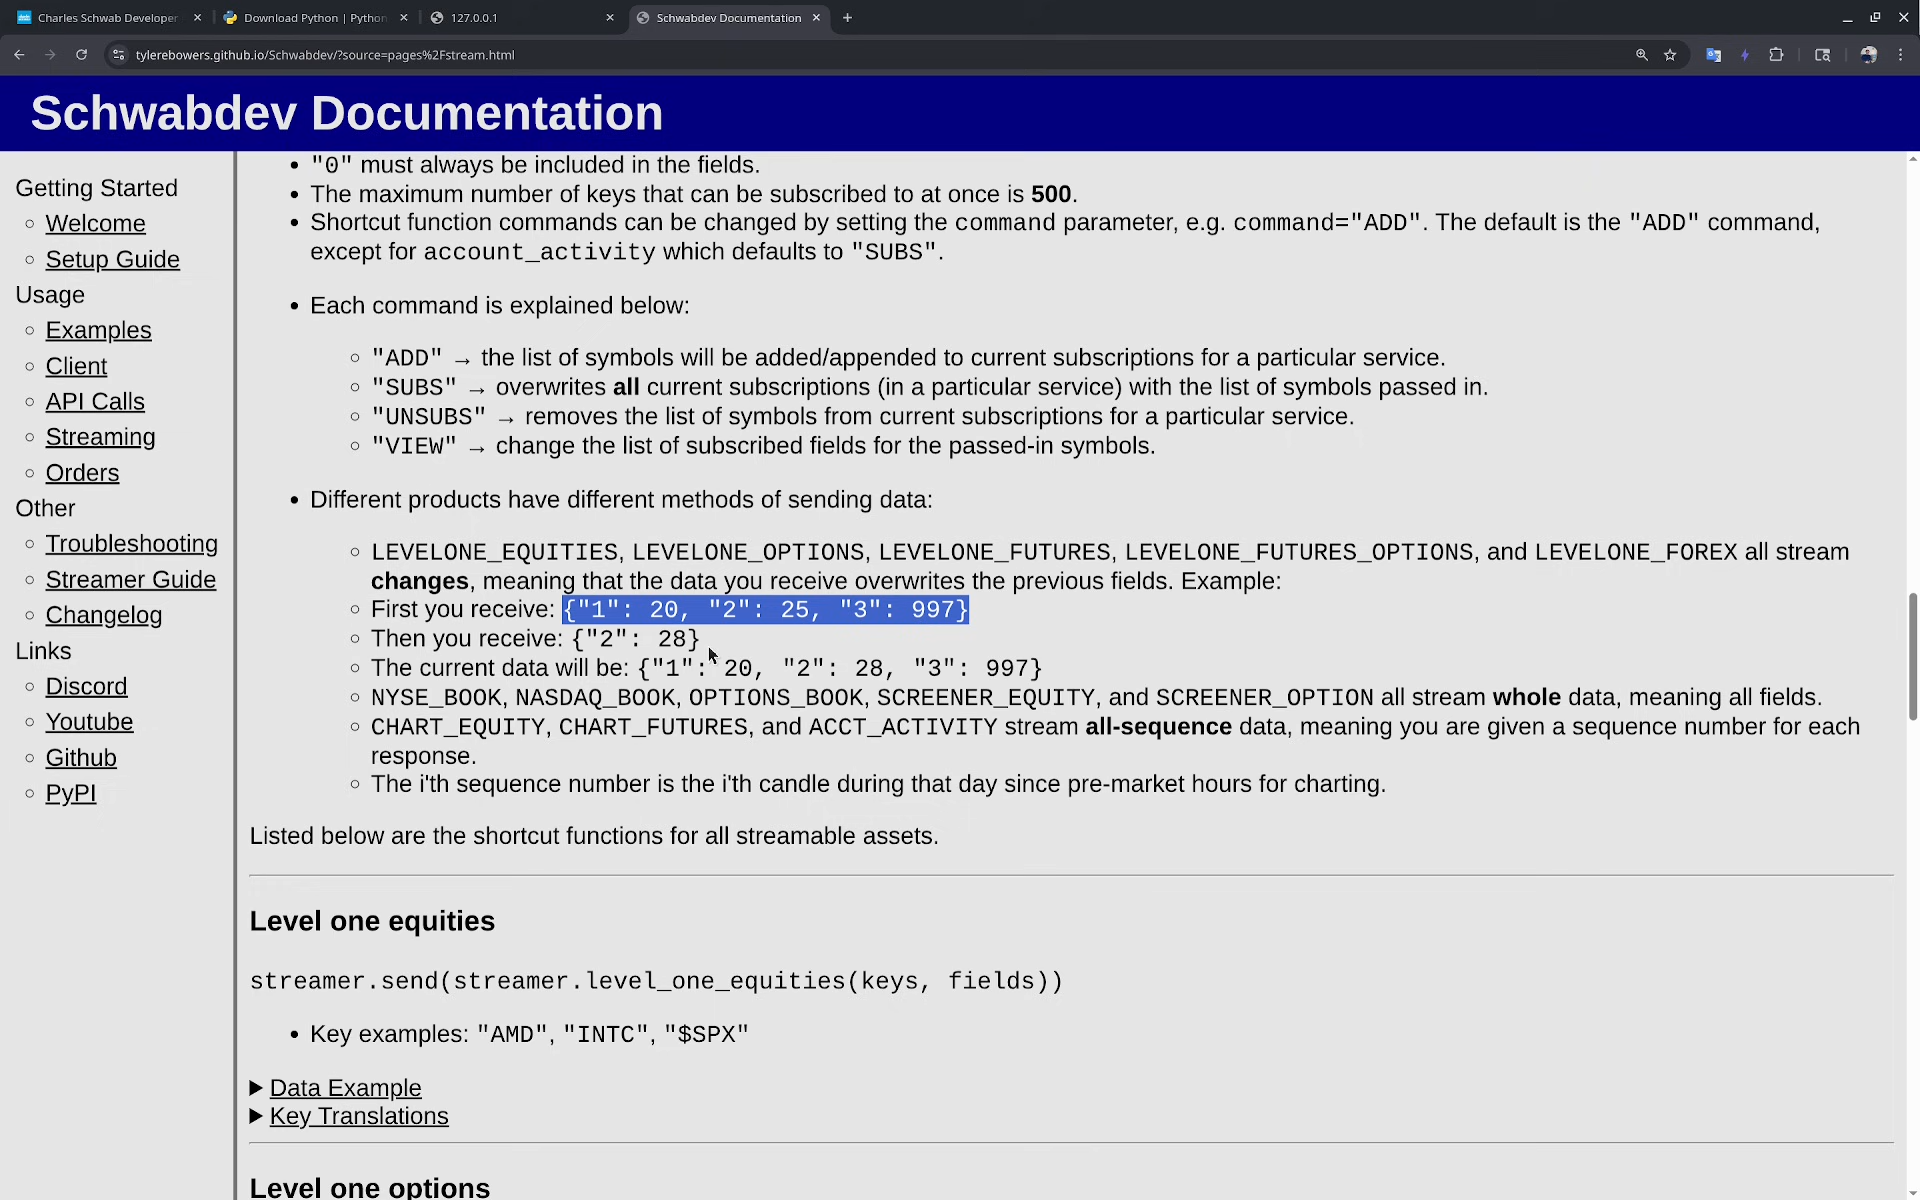 Charles Schwab Developer
Download Python | Python
127.0.0.1
Schwabdev Documentation
tylerebowers.github.io/Schwabdev/?source=pages%2Fstream.html
Schwabdev Documentation
Getting Started
Welcome
Setup Guide
Usage
Examples
Client
API Calls
Streaming
Orders
Other
Troubleshooting
Streamer Guide
Changelog
Links
Discord
Youtube
Github
PyPI
"0" must always be included in the fields.
The maximum number of keys that can be subscribed to at once is 500.
Shortcut function commands can be changed by setting the command parameter, e.g. command="ADD". The default is the "ADD" command,
except for account_activity which defaults to "SUBS".
Each command is explained below:
"ADD" → the list of symbols will be added/appended to current subscriptions for a particular service.
"SUBS" → overwrites all current subscriptions (in a particular service) with the list of symbols passed in.
"UNSUBS" → removes the list of symbols from current subscriptions for a particular service.
"VIEW" → change the list of subscribed fields for the passed-in symbols.
Different products have different methods of sending data:
LEVELONE_EQUITIES, LEVELONE_OPTIONS, LEVELONE_FUTURES, LEVELONE_FUTURES_OPTIONS, and LEVELONE_FOREX all stream
changes, meaning that the data you receive overwrites the previous fields. Example:
First you receive: {"1": 20, "2": 25, "3": 997}
Then you receive: {"2": 28}
The current data will be: {"1": 20, "2": 28, "3": 997}
NYSE_BOOK, NASDAQ_BOOK, OPTIONS_BOOK, SCREENER_EQUITY, and SCREENER_OPTION all stream whole data, meaning all fields.
CHART_EQUITY, CHART_FUTURES, and ACCT_ACTIVITY stream all-sequence data, meaning you are given a sequence number for each
response.
The i'th sequence number is the i'th candle during that day since pre-market hours for charting.
Listed below are the shortcut functions for all streamable assets.
Level one equities
streamer.send(streamer.level_one_equities(keys, fields))
Key examples: "AMD", "INTC", "$SPX"
Data Example
Key Translations
Level one options